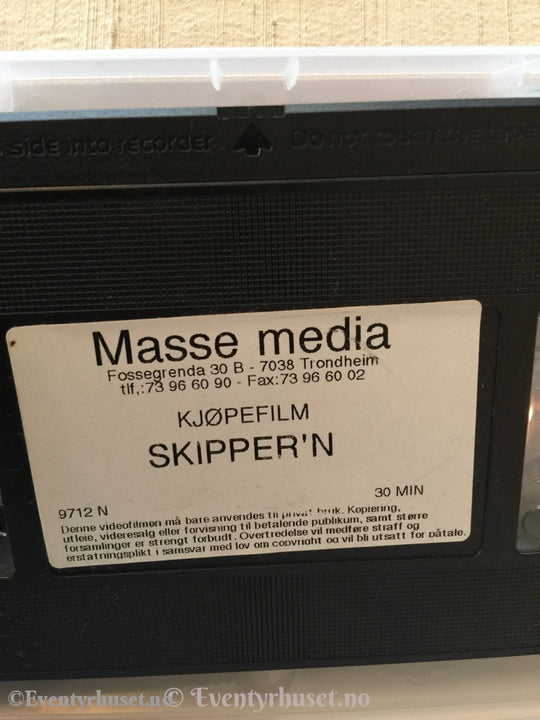 side into recorder Do not touch the tape
Masse media
Fossegrenda 30 B - 7038 Trondheim
tlf,:73 96 60 90 - Fax:73 96 60 02
KJØPEFILM
SKIPPER'N
9712 N 30 MIN
Denne videofilmen må bare anvendes til privat bruk. Kopiering,
utleie, videresalg eller forvisning til betalende publikum, samt større
forsamlinger er strengt forbudt. Overtredelse vil medføre straff og
erstatningsplikt i samsvar med lov om copyright og vil bli utsatt for påtale.
©Eventyrhuset.no © Eventyrhuset.no